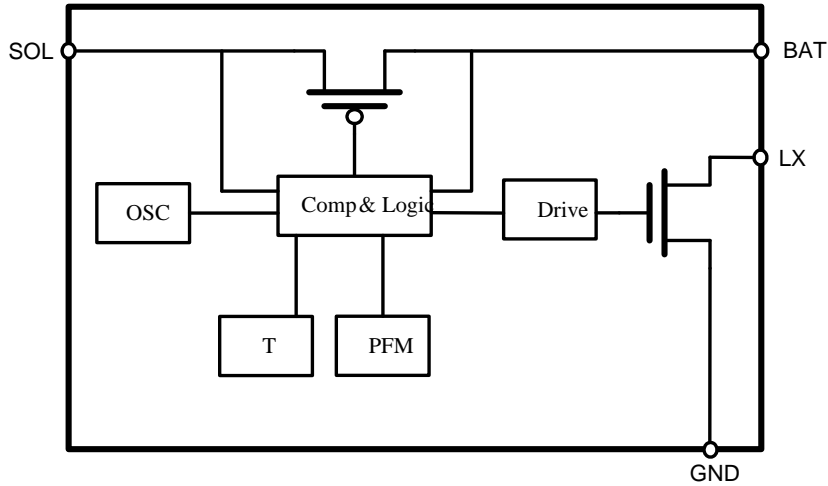 SOL
BAT
LX
OSC
Comp & Logic
Drive
T
PFM
GND